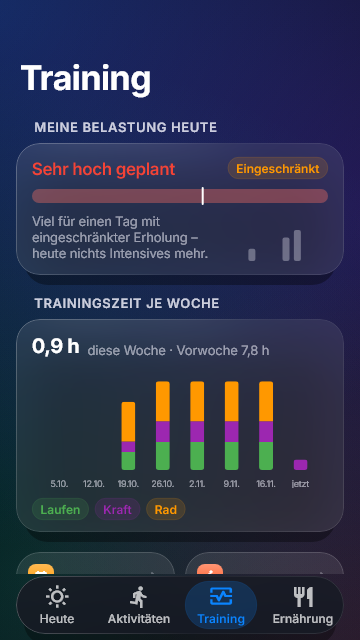 Training
MEINE BELASTUNG HEUTE
Sehr hoch geplant
Eingeschränkt
Viel für einen Tag mit
eingeschränkter Erholung –
heute nichts Intensives mehr.
TRAININGSZEIT JE WOCHE
0,9 h diese Woche · Vorwoche 7,8 h
5.10. 12.10. 19.10. 26.10. 2.11. 9.11. 16.11. jetzt
Laufen Kraft Rad
Heute Aktivitäten Training Ernährung